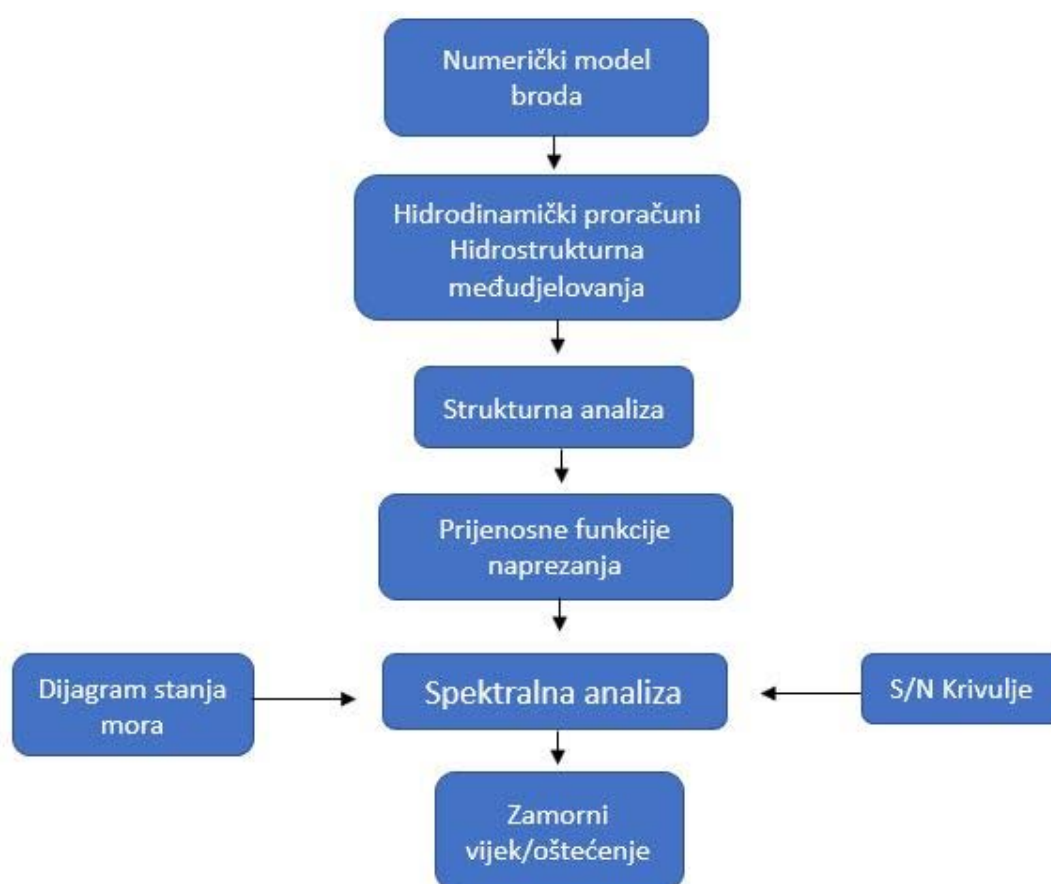 Numerički model
broda
Hidrodinamički proračuni
Hidrostrukturna
međudjelovanja
Strukturna analiza
Prijenosne funkcije
naprezanja
Dijagram stanja
mora
Spektralna analiza
S/N Krivulje
Zamorni
vijek/oštećenje